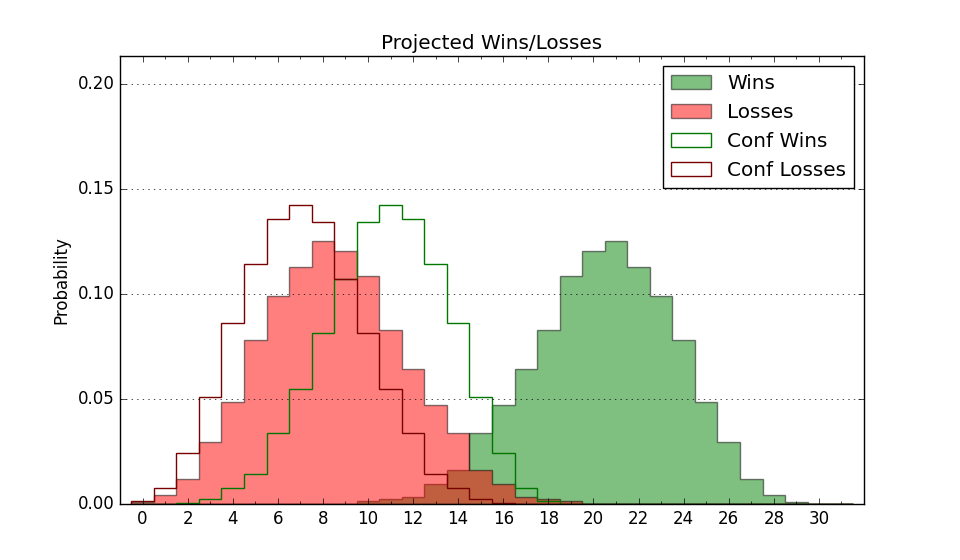 Projected Wins/Losses
Wins
Losses
Conf Wins
Conf Losses
Probability
0.20
0.15
0.10
0.05
0.00
0 2 4 6 8 10 12 14 16 18 20 22 24 26 28 30